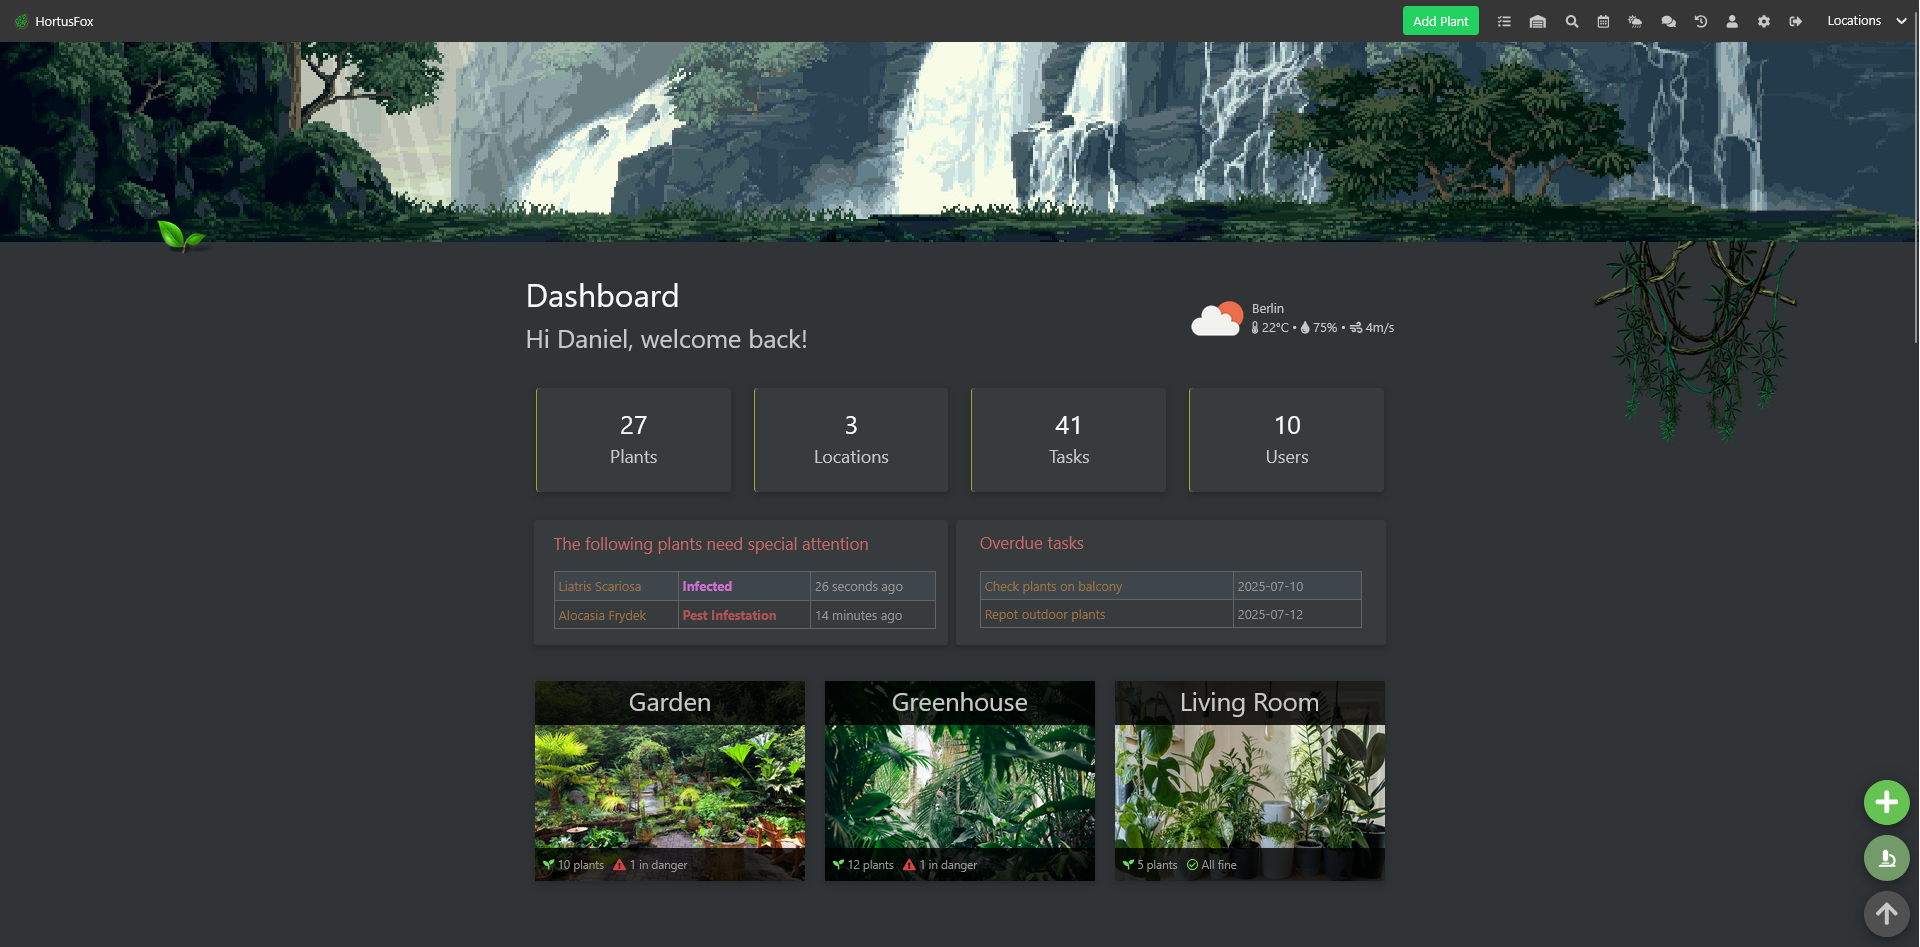 HortusFox
Add Plant
Locations
Dashboard
Hi Daniel, welcome back!
Berlin
22°C • 75% • 4m/s
27
Plants
3
Locations
41
Tasks
10
Users
The following plants need special attention
Liatris Scariosa Infected 26 seconds ago
Alocasia Frydek Pest Infestation 14 minutes ago
Overdue tasks
Check plants on balcony 2025-07-10
Repot outdoor plants 2025-07-12
Garden
10 plants 1 in danger
Greenhouse
12 plants 1 in danger
Living Room
5 plants All fine